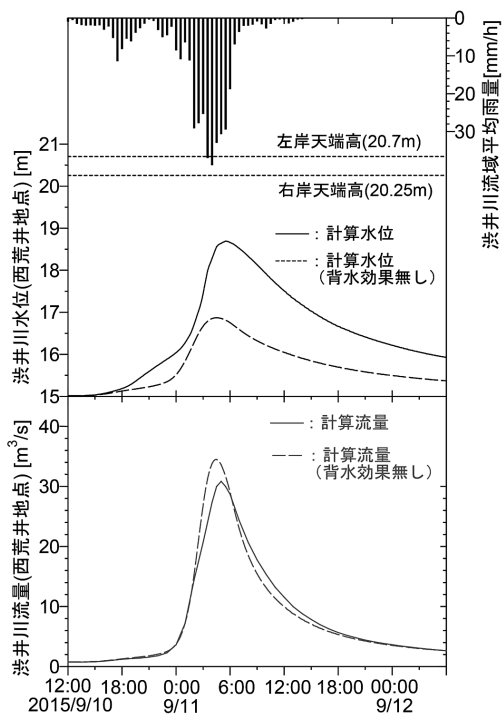 0
10
20
30
渋井川流域平均雨量[mm/h]
左岸天端高(20.7m)
右岸天端高(20.25m)
21
20
19
18
17
16
15
渋井川水位(西荒井地点) [m]
：計算水位
：計算水位
(背水効果無し)
40
30
20
10
0
渋井川流量(西荒井地点) [m³/s]
：計算流量
：計算流量
(背水効果無し)
12:00 18:00 0:00 6:00 12:00 18:00 00:00
2015/9/10 9/11 9/12